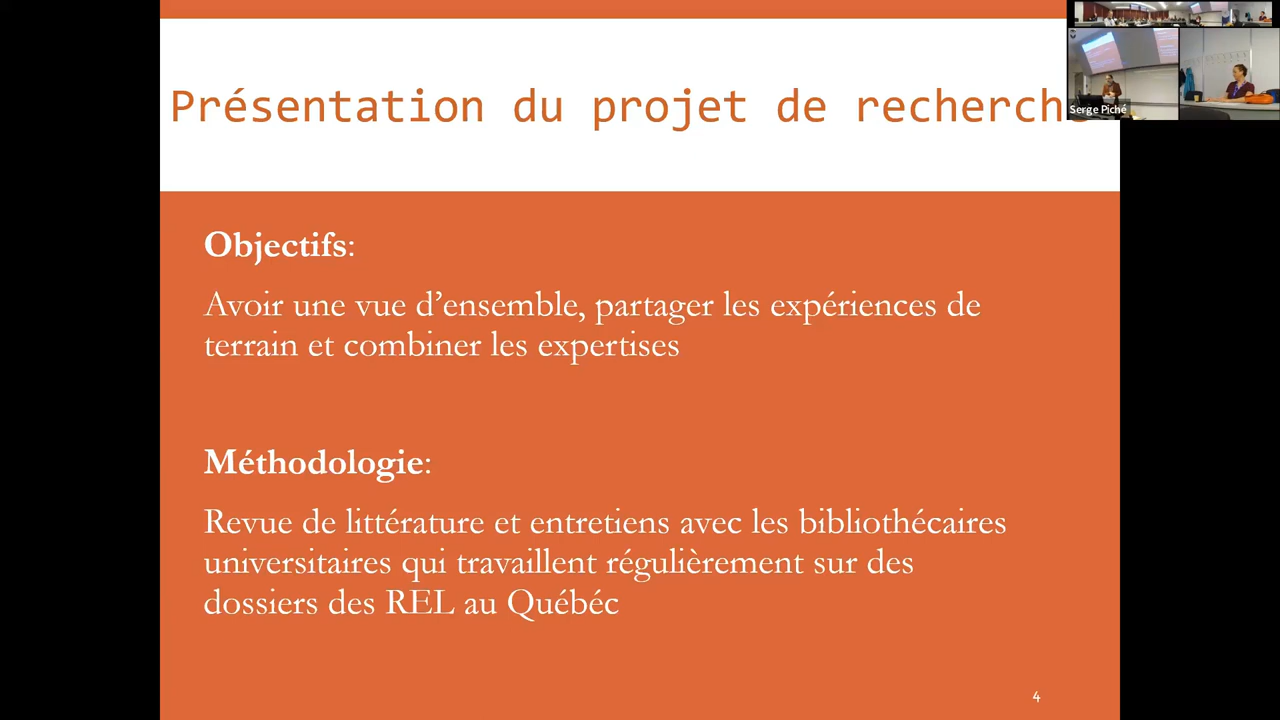 Présentation du projet de recherche
Serge Piché
Objectifs:
Avoir une vue d’ensemble, partager les expériences de
terrain et combiner les expertises
Méthodologie:
Revue de littérature et entretiens avec les bibliothécaires
universitaires qui travaillent régulièrement sur des
dossiers des REL au Québéc
4